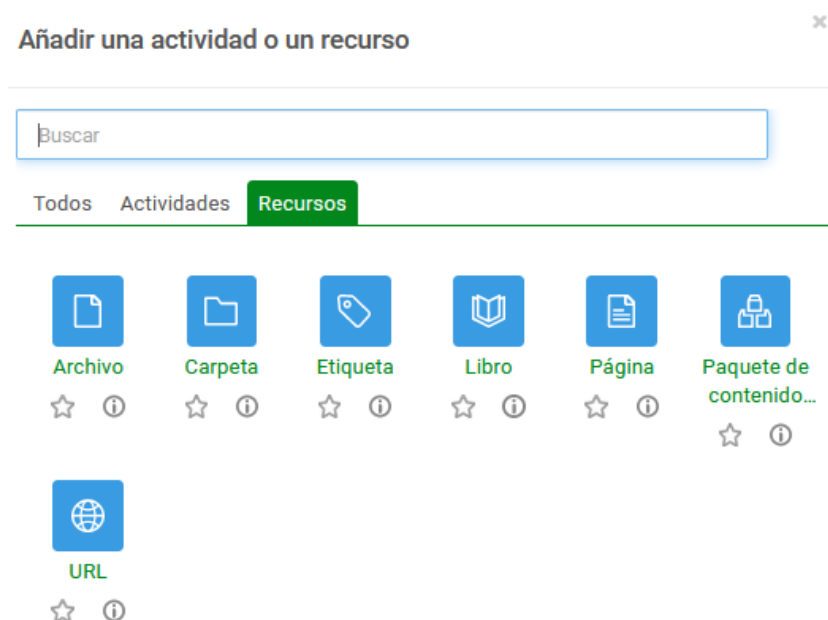 Añadir una actividad o un recurso
Buscar
Todos Actividades Recursos
Archivo Carpeta Etiqueta Libro Página Paquete de
contenido...
URL